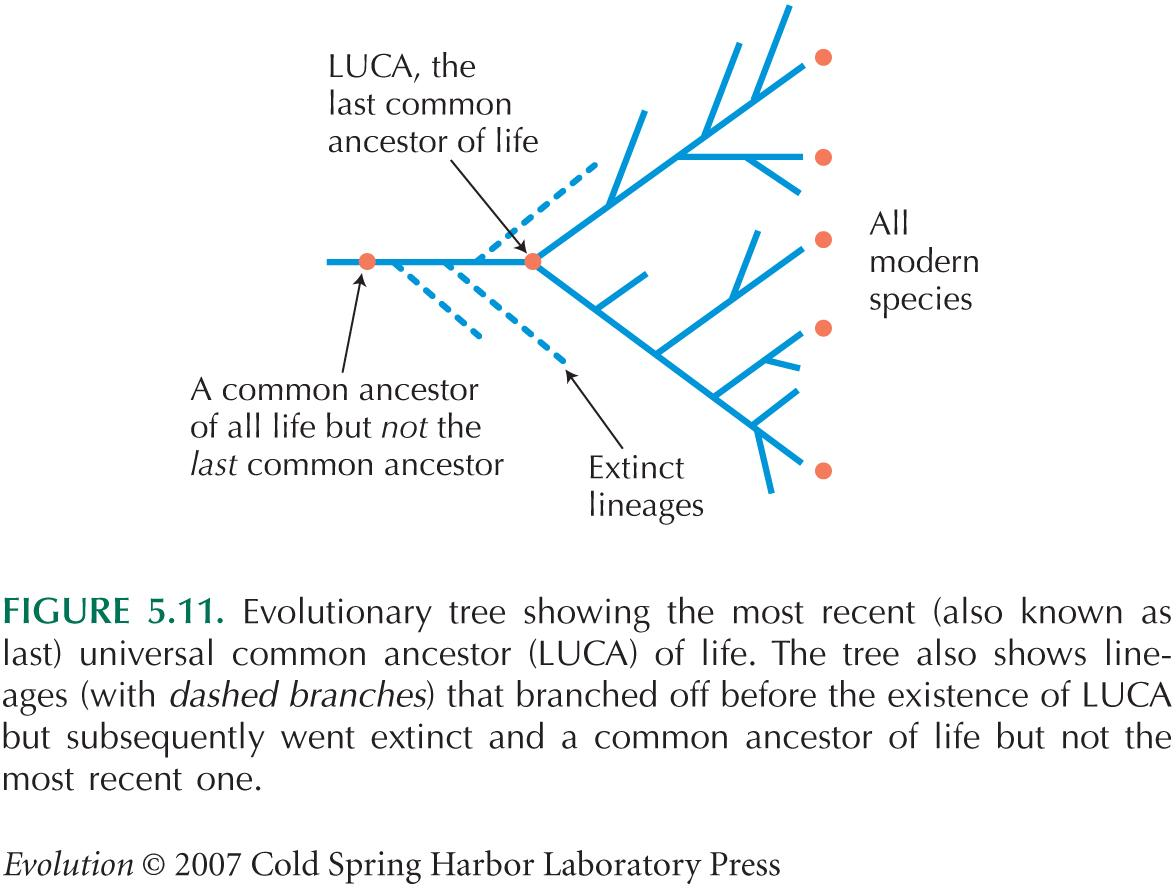 LUCA, the
last common
ancestor of life
All
modern
species
A common ancestor
of all life but not the
last common ancestor
Extinct
lineages
FIGURE 5.11. Evolutionary tree showing the most recent (also known as
last) universal common ancestor (LUCA) of life. The tree also shows line-
ages (with dashed branches) that branched off before the existence of LUCA
but subsequently went extinct and a common ancestor of life but not the
most recent one.
Evolution © 2007 Cold Spring Harbor Laboratory Press